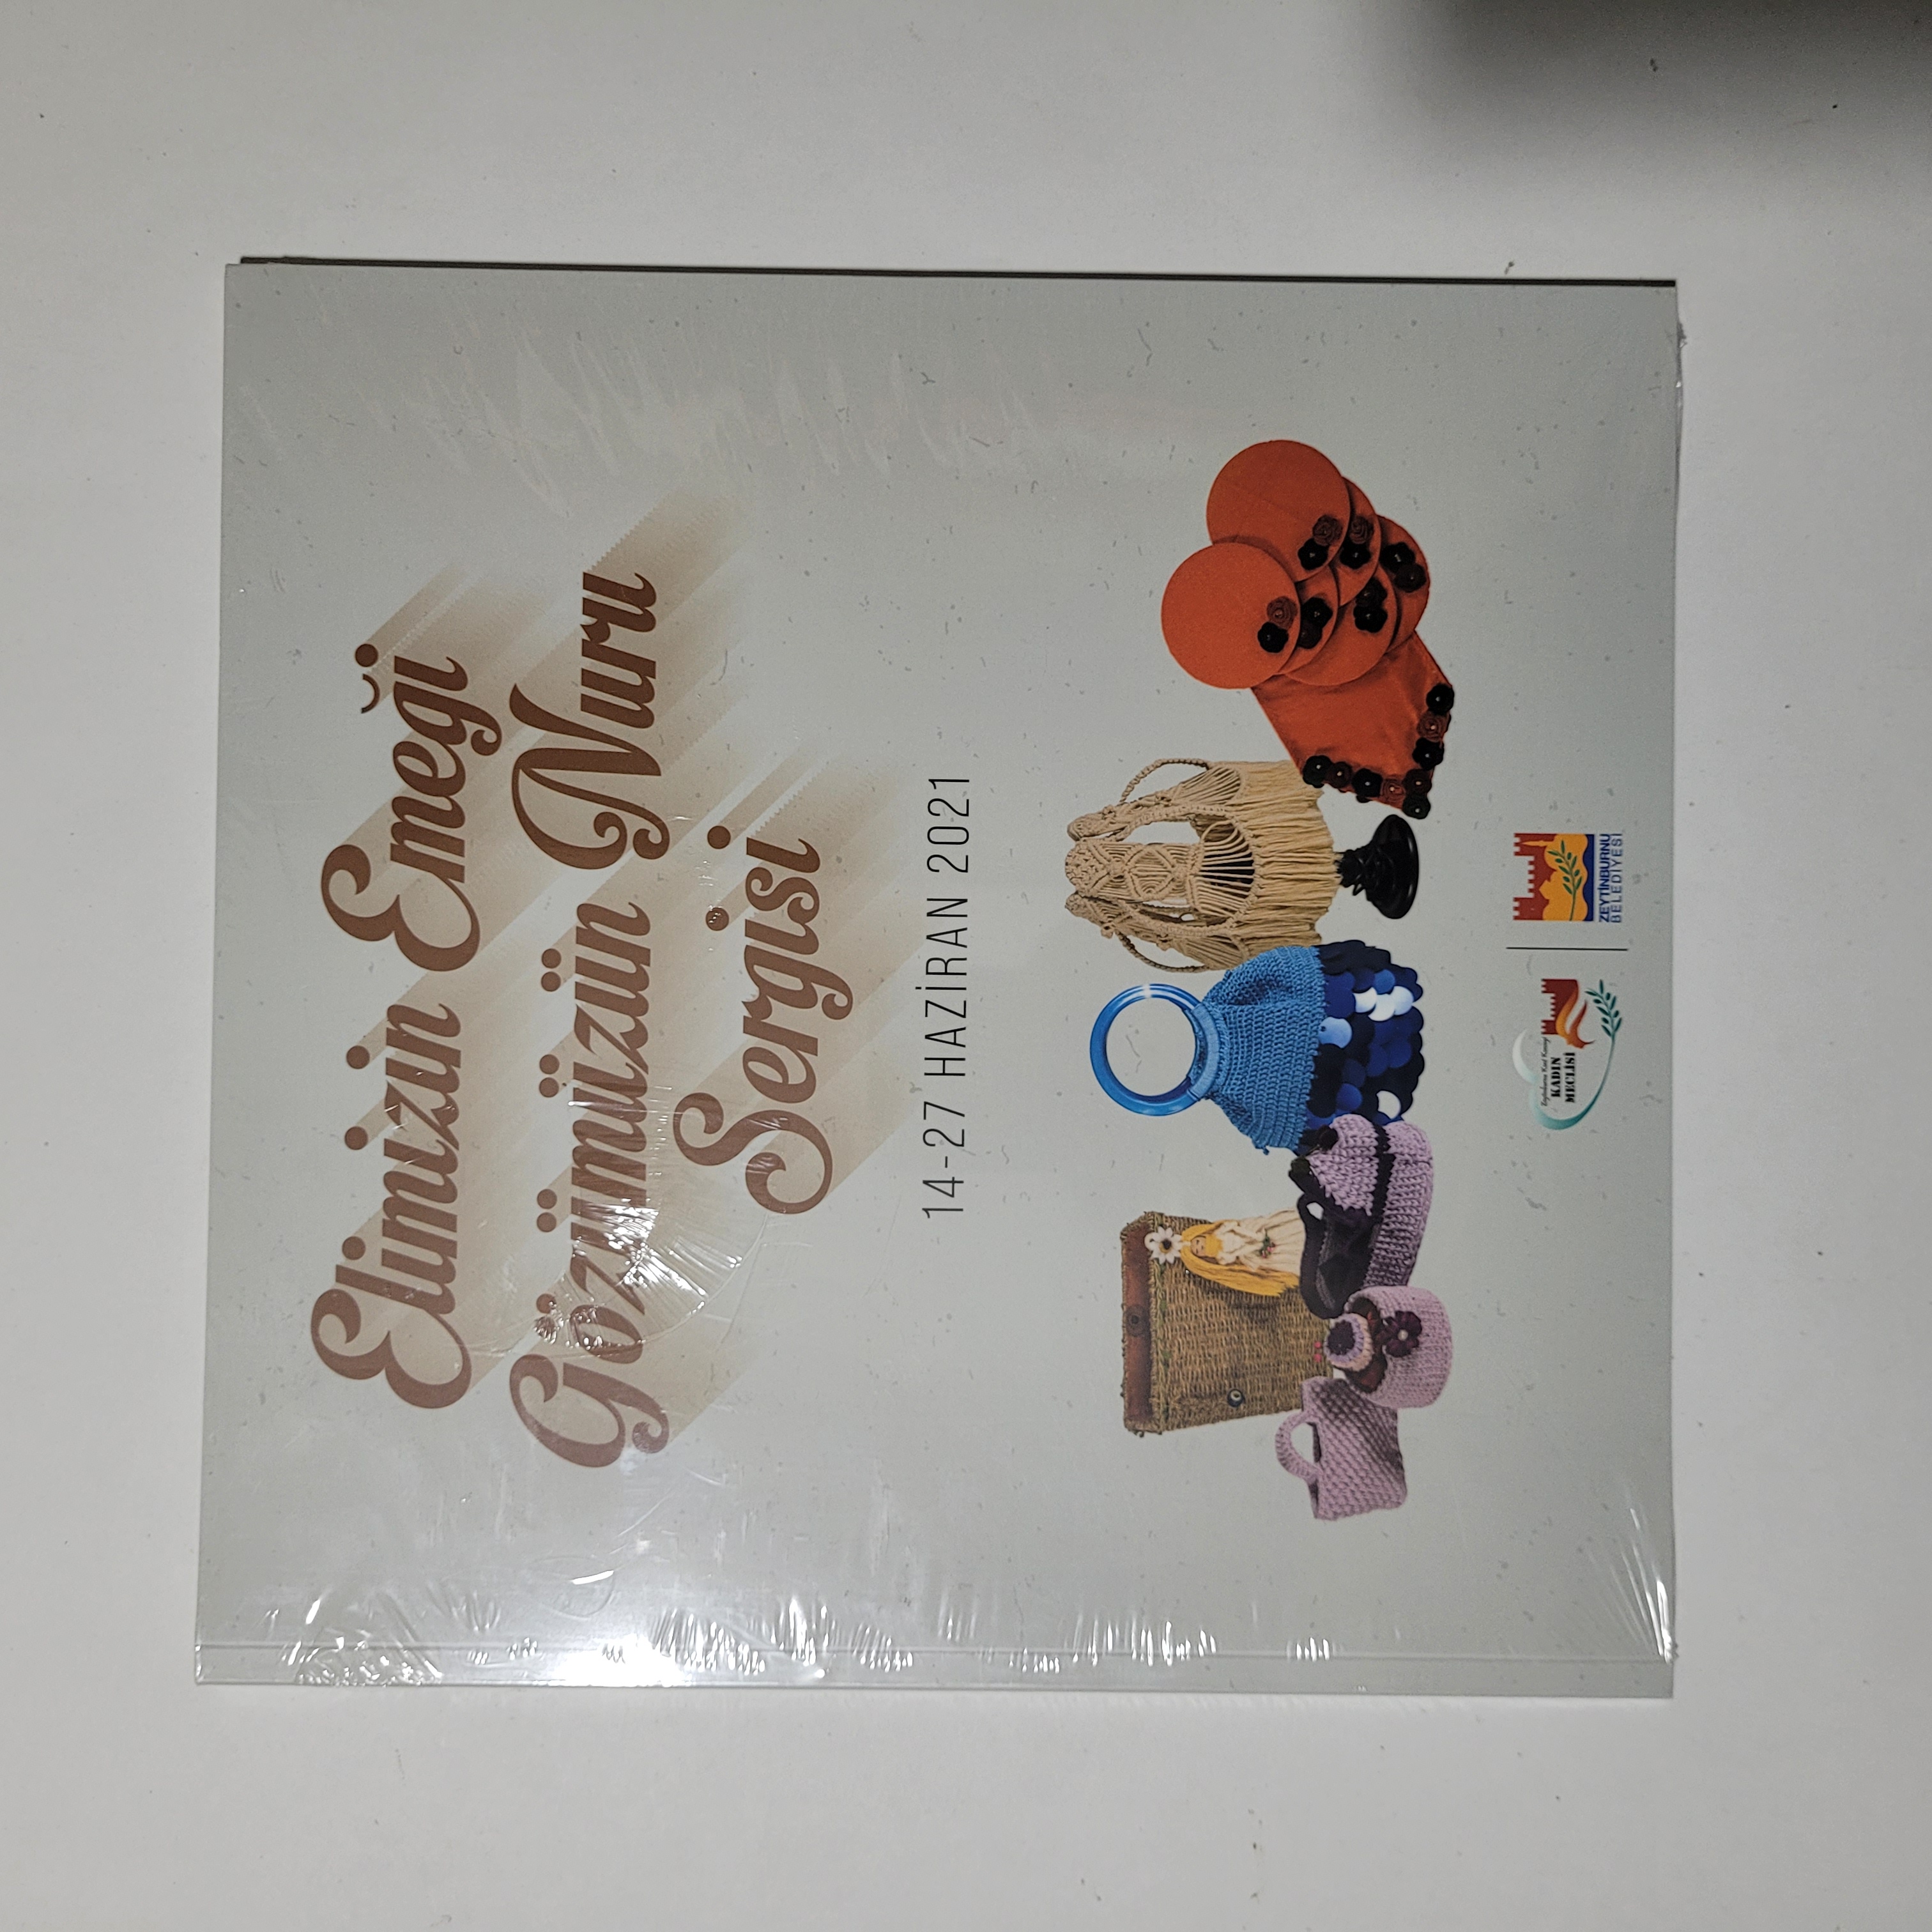 Elimizin Emeği
Gözümüzün Nuru
Sergisi
14-27 HAZİRAN 2021
KADIN
MECLİSİ
ZEYTİNBURNU
BELEDİYESİ